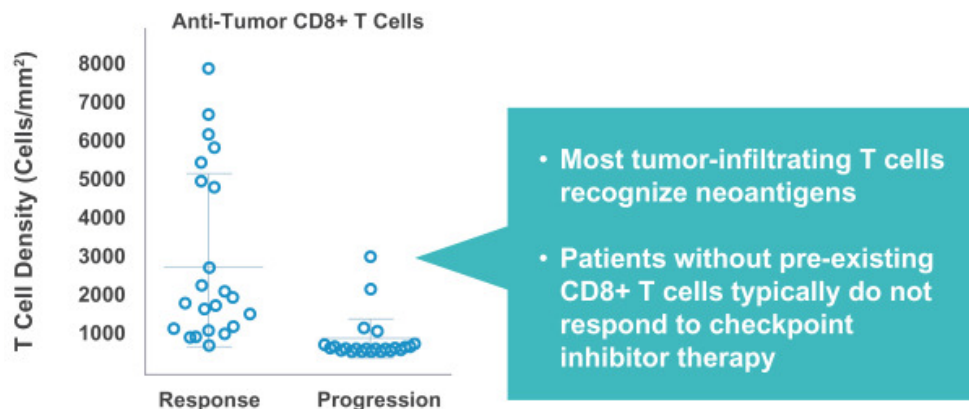 Anti-Tumor CD8+ T Cells
T Cell Density (Cells/mm²)
8000
7000
6000
5000
4000
3000
2000
1000
Response
Progression
• Most tumor-infiltrating T cells
recognize neoantigens
• Patients without pre-existing
CD8+ T cells typically do not
respond to checkpoint
inhibitor therapy